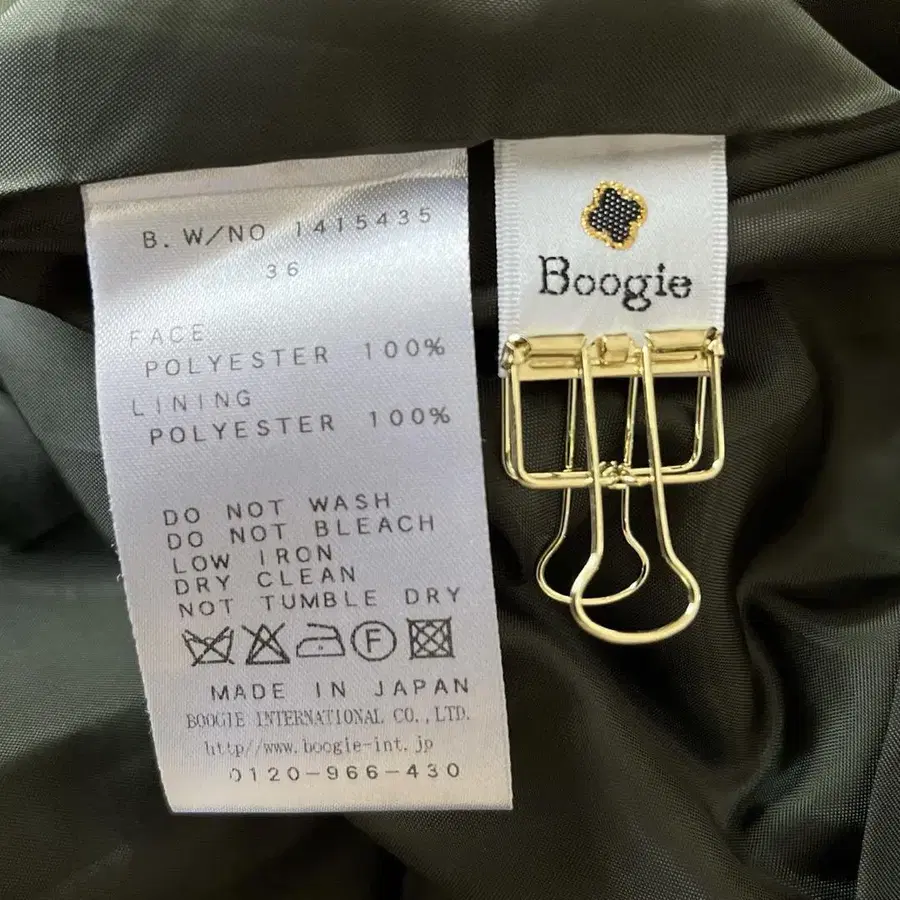 B. W/NO 1415435
36
FACE
POLYESTER 100%
LINING
POLYESTER 100%
DO NOT WASH
DO NOT BLEACH
LOW IRON
DRY CLEAN
NOT TUMBLE DRY
F
MADE IN JAPAN
BOOGIE INTERNATIONAL CO.,LTD.
http//www.boogie-int.jp
0120-966-430
Boogie